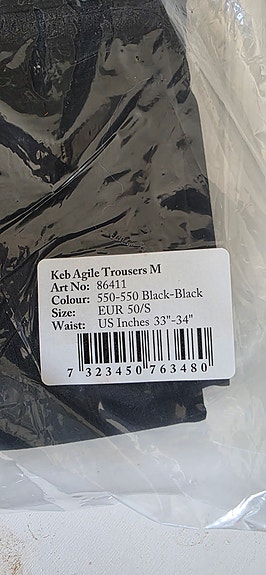 Keb Agile Trousers M
Art No: 86411
Colour: 550-550 Black-Black
Size: EUR 50/S
Waist: US Inches 33"-34"
7 323450 763480